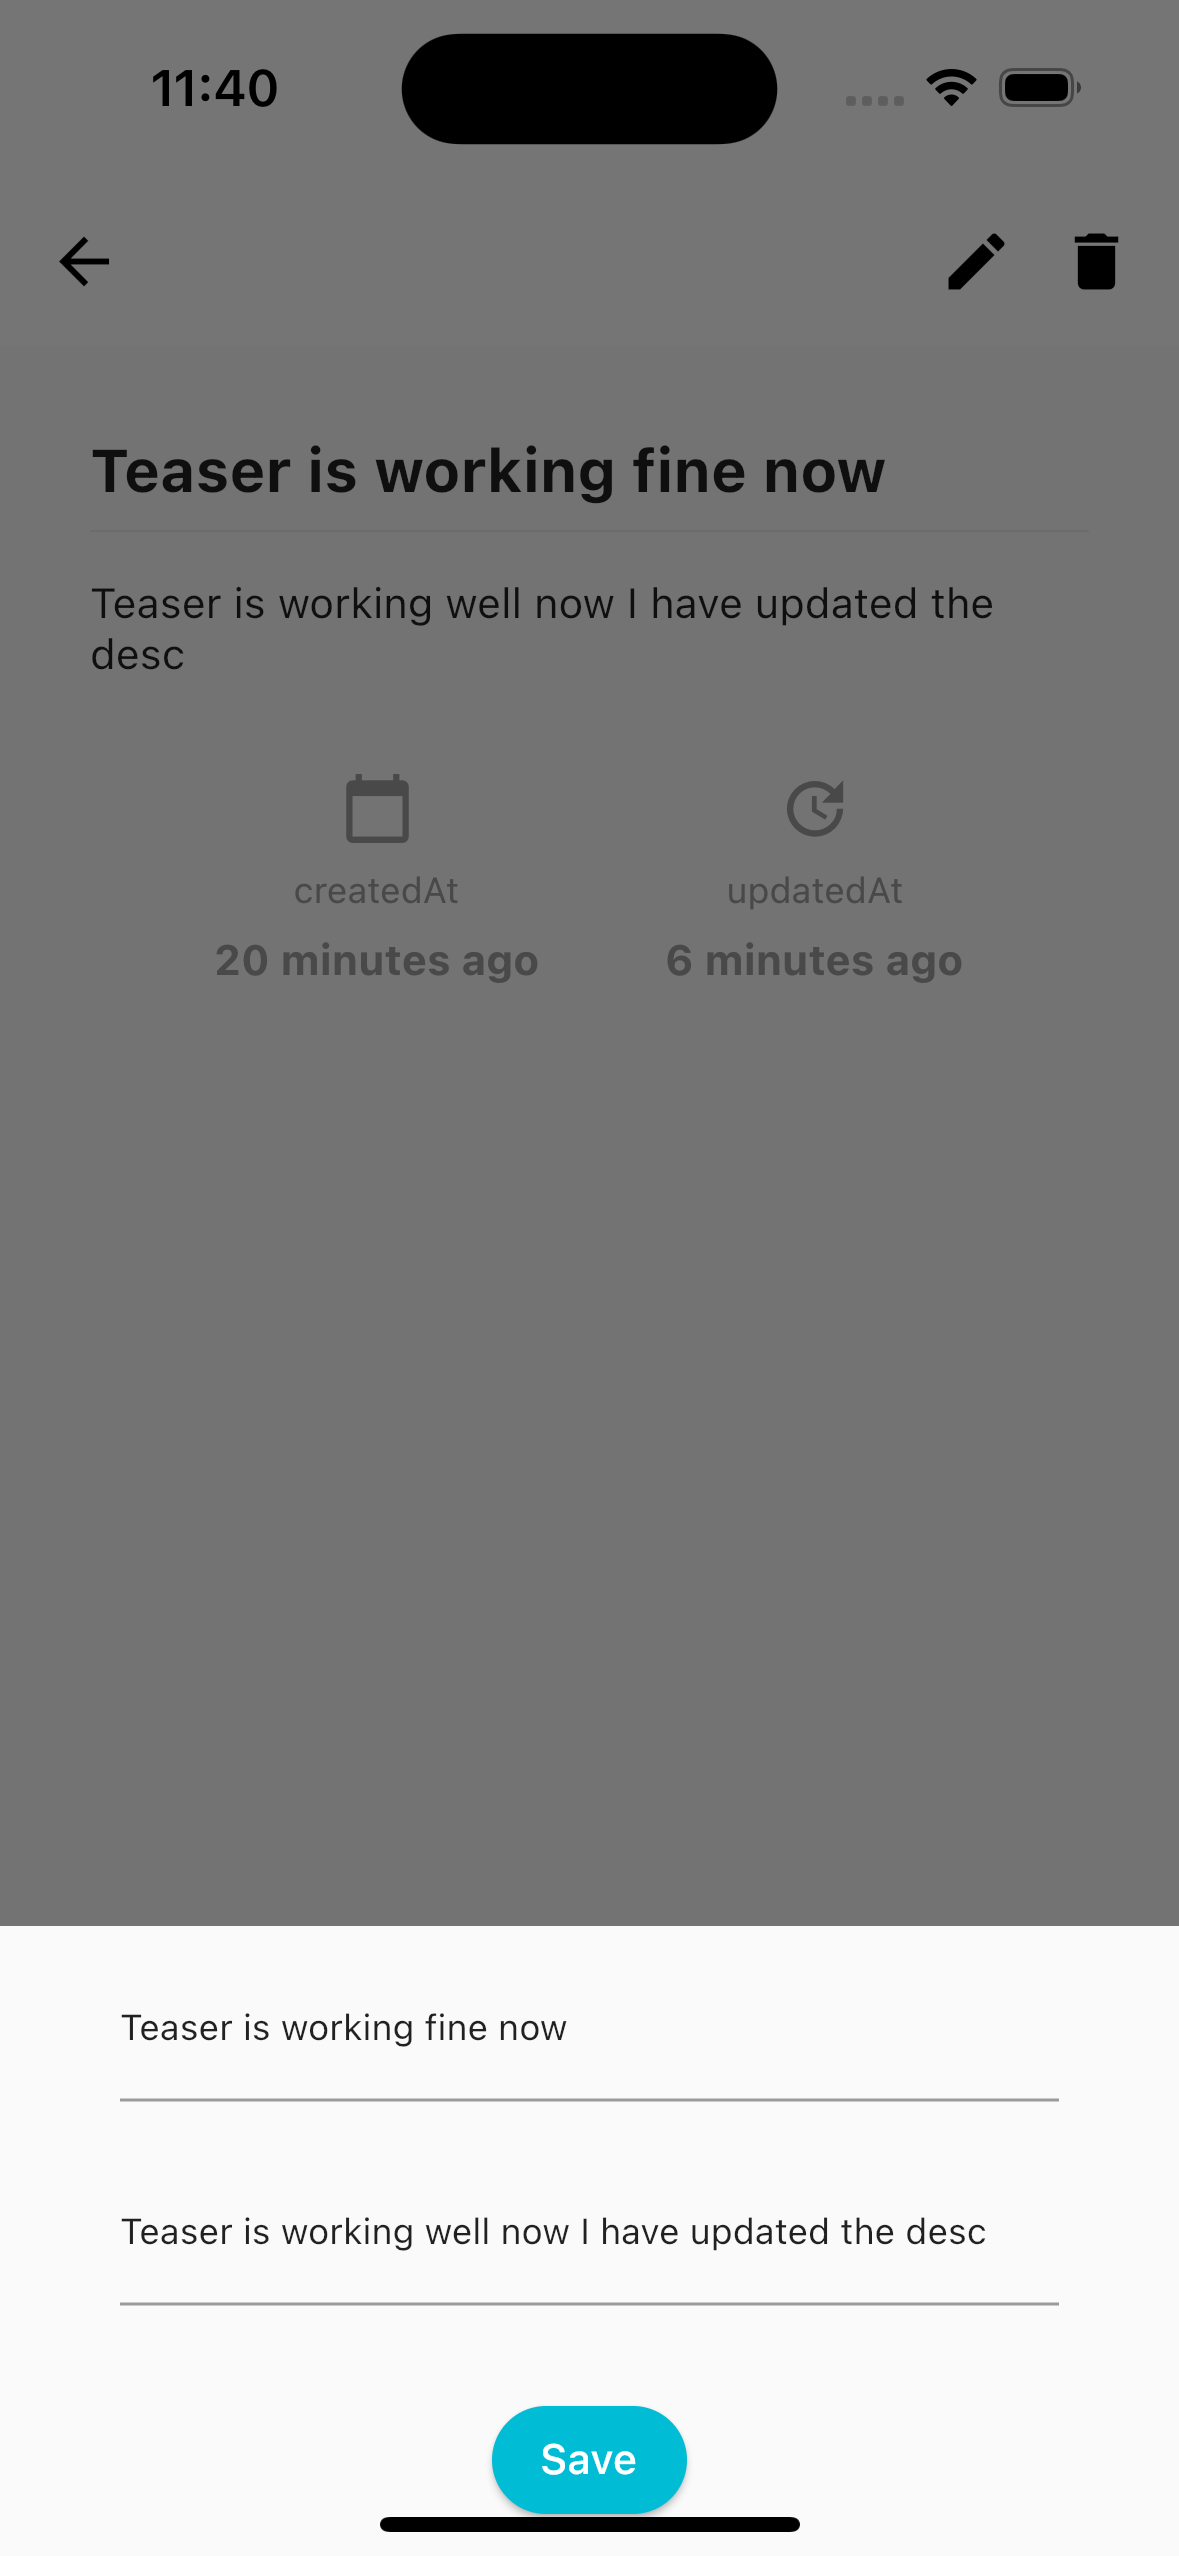 11:40
Teaser is working fine now
Teaser is working well now I have updated the
desc
createdAt updatedAt
20 minutes ago 6 minutes ago
Teaser is working fine now
Teaser is working well now I have updated the desc
Save